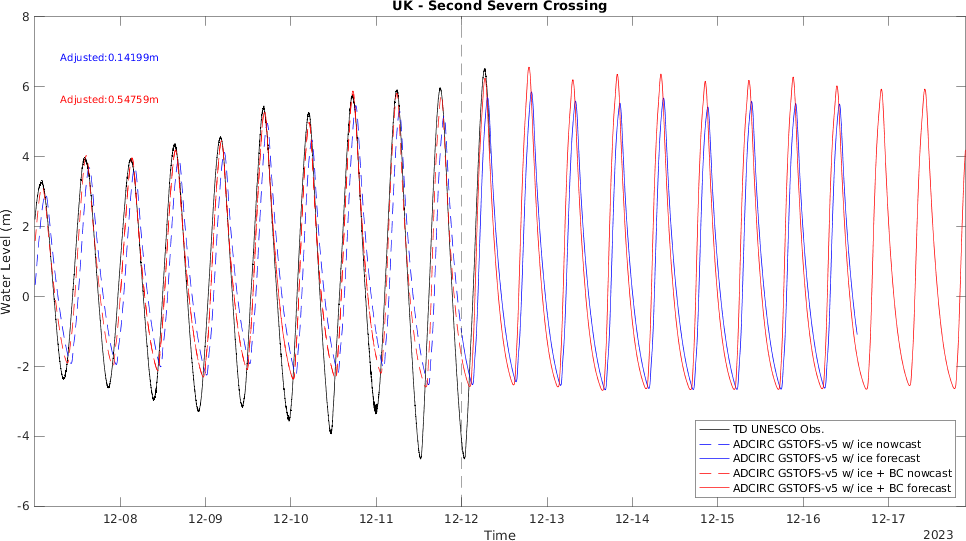 UK - Second Severn Crossing
8
6
4
2
0
-2
-4
-6
Water Level (m)
Adjusted:0.14199m
Adjusted:0.54759m
TD UNESCO Obs.
ADCIRC GSTOFS-v5 w/ ice nowcast
ADCIRC GSTOFS-v5 w/ ice forecast
ADCIRC GSTOFS-v5 w/ ice + BC nowcast
ADCIRC GSTOFS-v5 w/ ice + BC forecast
12-08 12-09 12-10 12-11 12-12 12-13 12-14 12-15 12-16 12-17
Time
2023